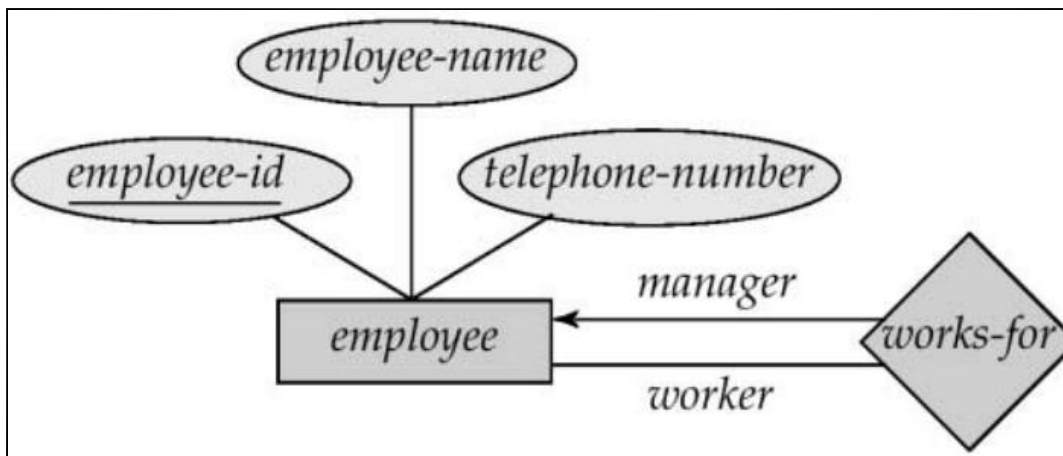 employee-name
employee-id
telephone-number
manager
employee
works-for
worker